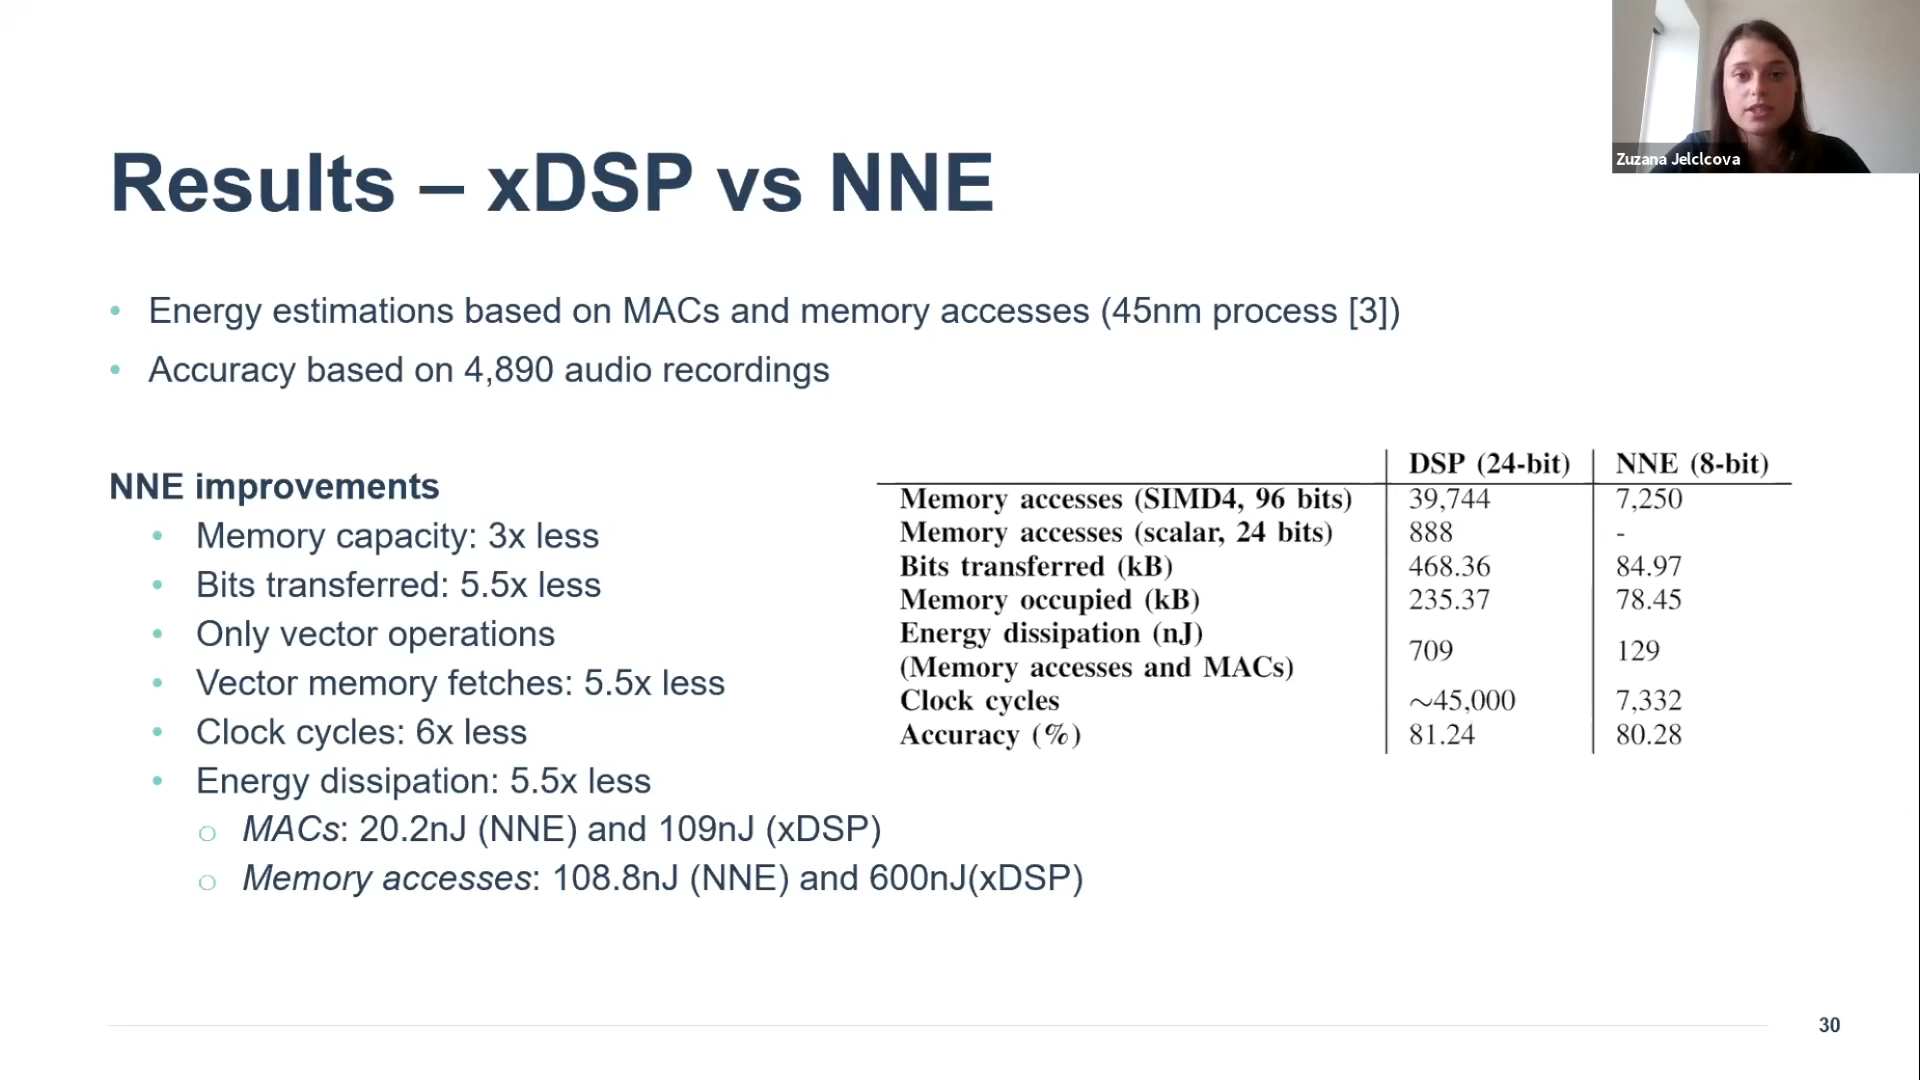 Zuzana Jelclcova
Results – xDSP vs NNE
• Energy estimations based on MACs and memory accesses (45nm process [3])
• Accuracy based on 4,890 audio recordings
NNE improvements
• Memory capacity: 3x less
• Bits transferred: 5.5x less
• Only vector operations
• Vector memory fetches: 5.5x less
• Clock cycles: 6x less
• Energy dissipation: 5.5x less
o MACs: 20.2nJ (NNE) and 109nJ (xDSP)
o Memory accesses: 108.8nJ (NNE) and 600nJ(xDSP)
DSP (24-bit) NNE (8-bit)
Memory accesses (SIMD4, 96 bits) 39,744 7,250
Memory accesses (scalar, 24 bits) 888 -
Bits transferred (kB) 468.36 84.97
Memory occupied (kB) 235.37 78.45
Energy dissipation (nJ)
(Memory accesses and MACs) 709 129
Clock cycles ~45,000 7,332
Accuracy (%) 81.24 80.28
30